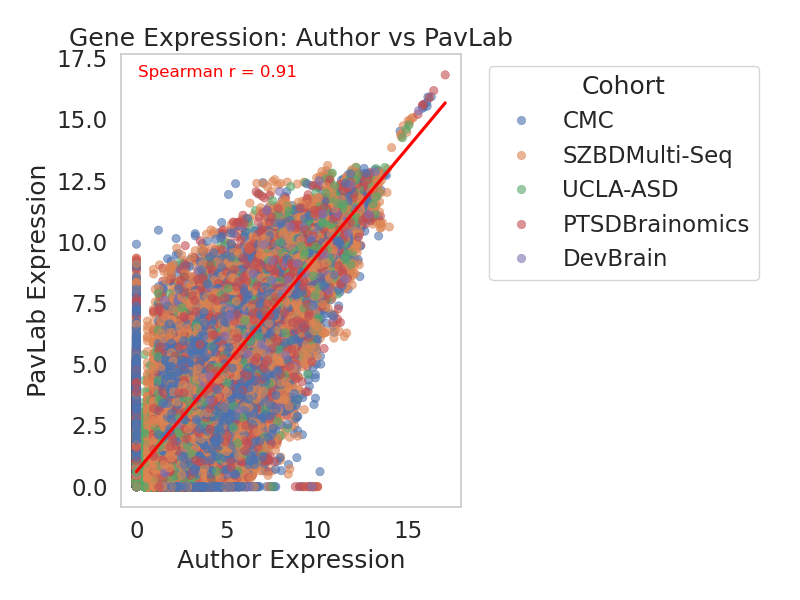 Gene Expression: Author vs PavLab
Spearman r = 0.91
17.5
15.0
12.5
10.0
7.5
5.0
2.5
0.0
PavLab Expression
0 5 10 15
Author Expression
Cohort
CMC
SZBDMulti-Seq
UCLA-ASD
PTSDBrainomics
DevBrain